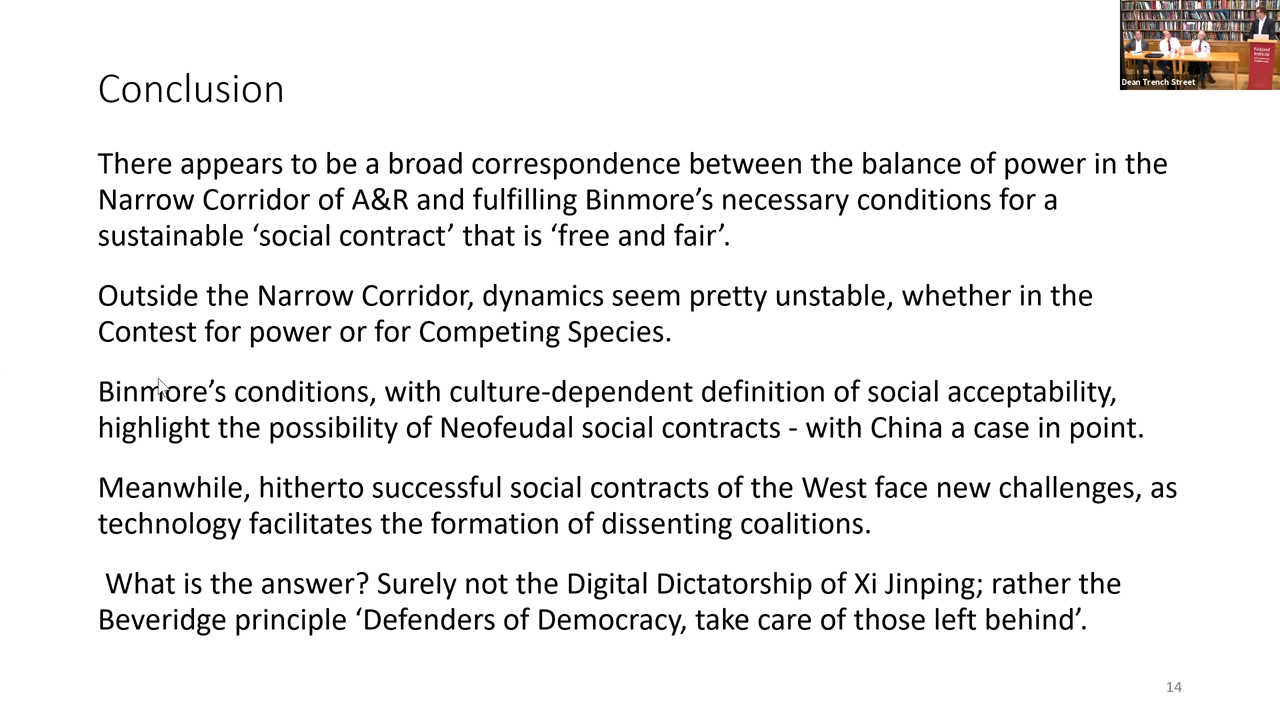 Dean Trench Street
National
Institute
Conclusion
There appears to be a broad correspondence between the balance of power in the
Narrow Corridor of A&R and fulfilling Binmore’s necessary conditions for a
sustainable ‘social contract’ that is ‘free and fair’.
Outside the Narrow Corridor, dynamics seem pretty unstable, whether in the
Contest for power or for Competing Species.
Binmore’s conditions, with culture-dependent definition of social acceptability,
highlight the possibility of Neofeudal social contracts - with China a case in point.
Meanwhile, hitherto successful social contracts of the West face new challenges, as
technology facilitates the formation of dissenting coalitions.
What is the answer? Surely not the Digital Dictatorship of Xi Jinping; rather the
Beveridge principle ‘Defenders of Democracy, take care of those left behind’.
14